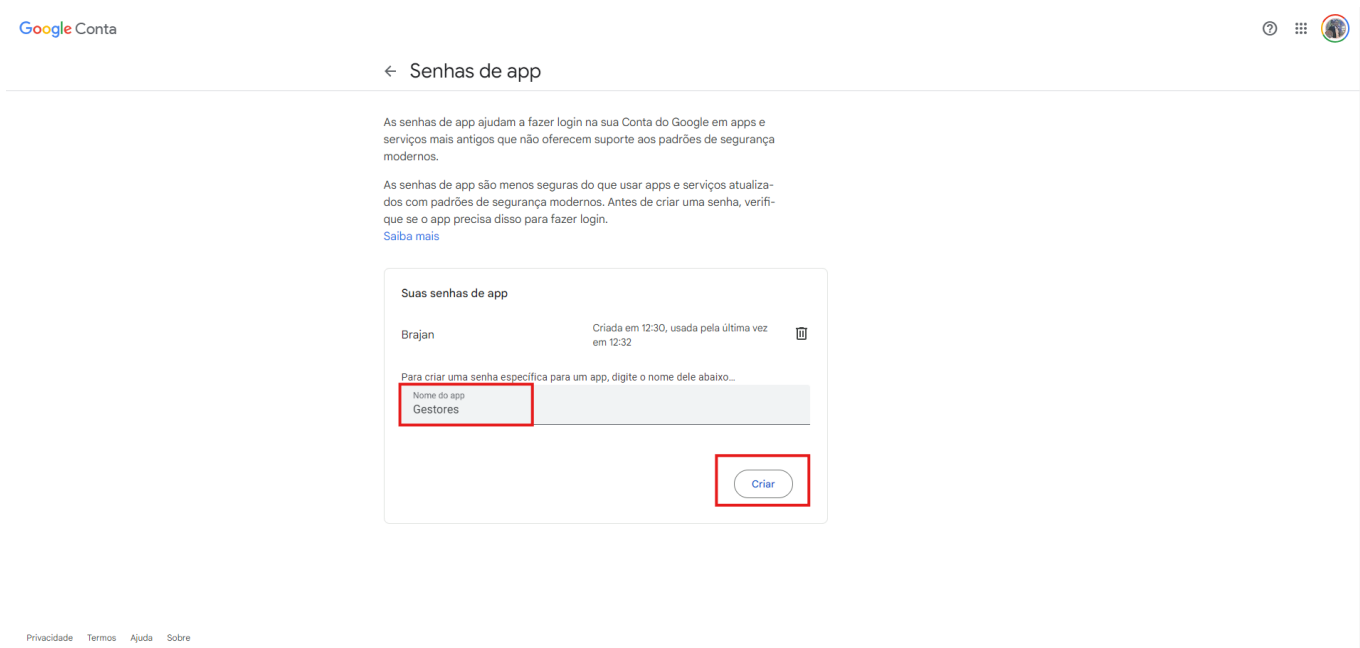 Google Conta
Senhas de app
As senhas de app ajudam a fazer login na sua Conta do Google em apps e
serviços mais antigos que não oferecem suporte aos padrões de segurança
modernos.
As senhas de app são menos seguras do que usar apps e serviços atualiza-
dos com padrões de segurança modernos. Antes de criar uma senha, verifi-
que se o app precisa disso para fazer login.
Saiba mais
Suas senhas de app
Brajan
Criada em 12:30, usada pela última vez
em 12:32
Para criar uma senha específica para um app, digite o nome dele abaixo…
Nome do app
Gestores
Criar
Privacidade Termos Ajuda Sobre